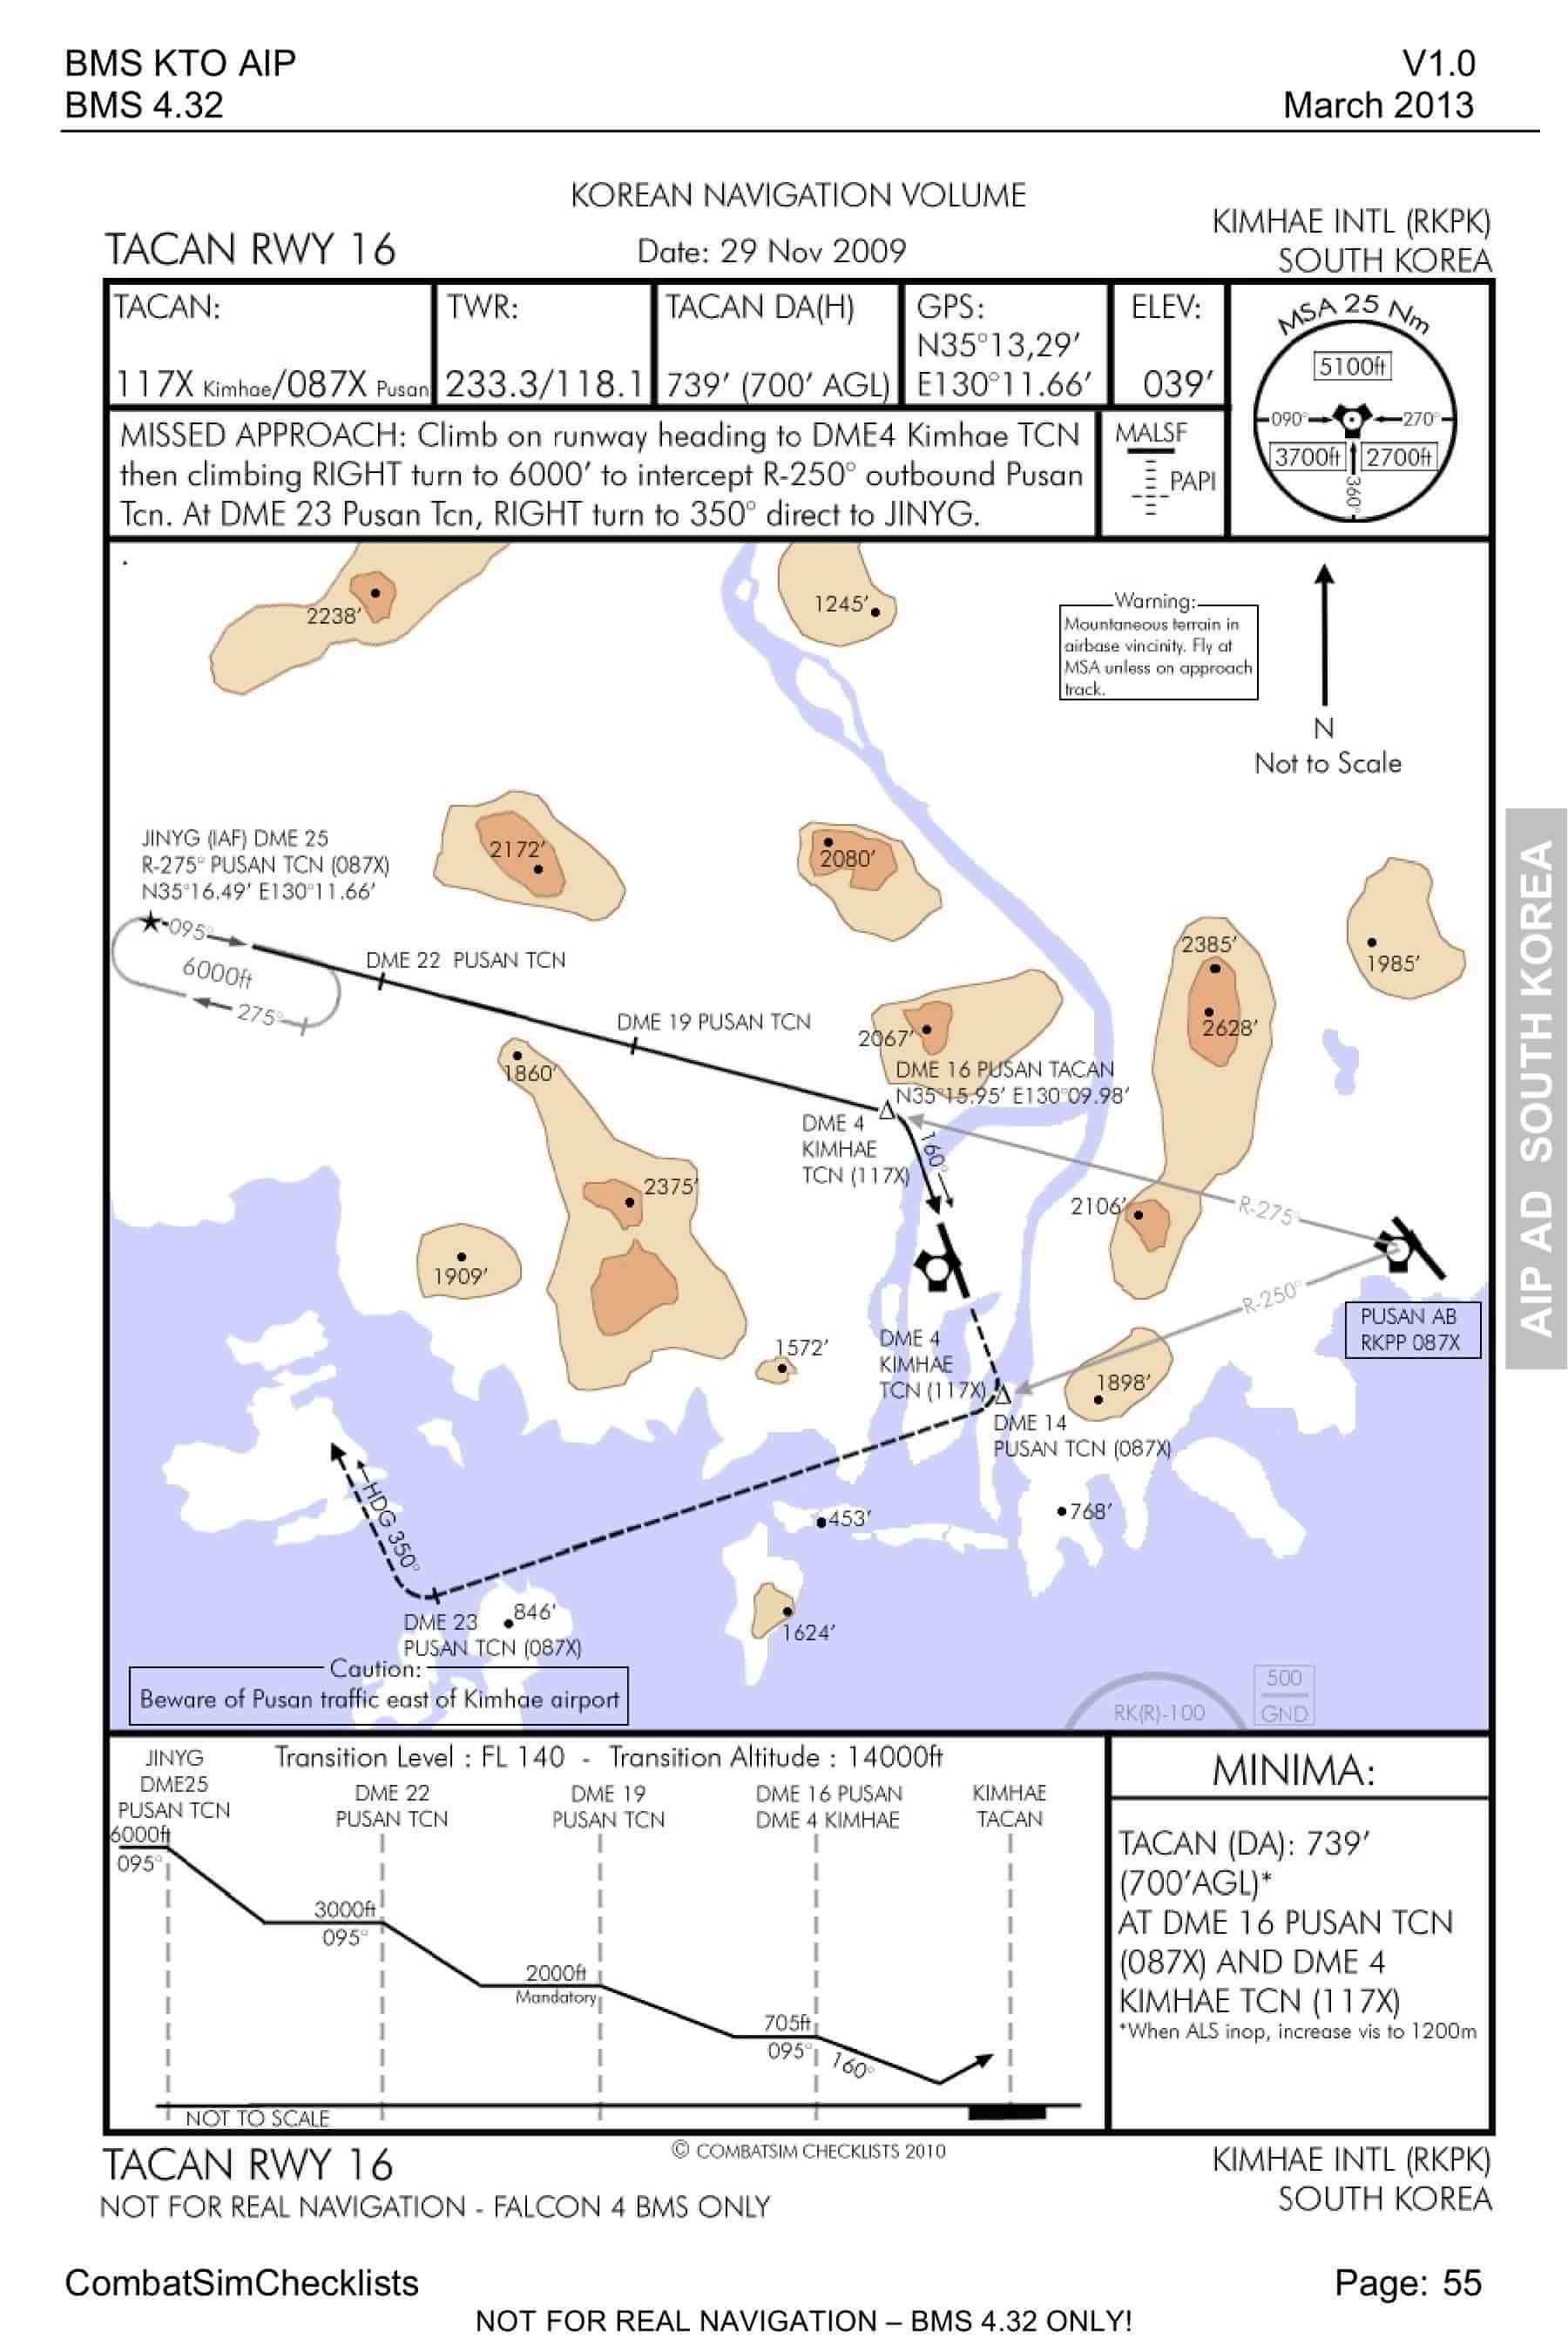 BMS KTO AIP
V1.0
BMS 4.32
March 2013
KOREAN NAVIGATION VOLUME
KIMHAE INTL (RKPK)
TACAN RWY 16
Date: 29 Nov 2009
SOUTH KOREA
TACAN:
117X Kimhae/087X Pusan
TWR:
233.3/118.1
TACAN DA(H)
739' (700' AGL)
GPS:
N35°13,29'
E130°11.66'
ELEV:
039'
MSA 25 Nm
5100ft
090°
270°
3700ft
2700ft
360°
MISSED APPROACH: Climb on runway heading to DME4 Kimhae TCN
then climbing RIGHT turn to 6000' to intercept R-250° outbound Pusan
Tcn. At DME 23 Pusan Tcn, RIGHT turn to 350° direct to JINYG.
MALSF
PAPI
2238'
1245'
Warning:
Mountaneous terrain in
airbase vincinity. Fly at
MSA unless on approach
track.
N
Not to Scale
JINYG (IAF) DME 25
R-275° PUSAN TCN (087X)
N35°16.49' E130°11.66'
2172'
2080'
095°
6000ft
275°
DME 22 PUSAN TCN
2385'
2628'
1985'
DME 19 PUSAN TCN
2067'
1860'
DME 16 PUSAN TACAN
N35°15.95' E130°09.98'
DME 4
KIMHAE
TCN (117X)
160°
2375'
2106'
R-275°
1909'
R-250°
PUSAN AB
RKPP 087X
1572'
DME 4
KIMHAE
TCN (117X)
1898'
DME 14
PUSAN TCN (087X)
HDG 350°
453'
768'
DME 23
PUSAN TCN (087X)
846'
1624'
Caution:
Beware of Pusan traffic east of Kimhae airport
RK(R)-100
500
GND
AIP AD SOUTH KOREA
JINYG
DME25
PUSAN TCN
Transition Level : FL 140 - Transition Altitude : 14000ft
DME 22
PUSAN TCN
DME 19
PUSAN TCN
DME 16 PUSAN
DME 4 KIMHAE
KIMHAE
TACAN
6000ft
095°
3000ft
095°
2000ft
Mandatory
705ft
095°
160°
NOT TO SCALE
MINIMA:
TACAN (DA): 739'
(700'AGL)*
AT DME 16 PUSAN TCN
(087X) AND DME 4
KIMHAE TCN (117X)
*When ALS inop, increase vis to 1200m
TACAN RWY 16
© COMBATSIM CHECKLISTS 2010
KIMHAE INTL (RKPK)
NOT FOR REAL NAVIGATION - FALCON 4 BMS ONLY
SOUTH KOREA
CombatSimChecklists
Page: 55
NOT FOR REAL NAVIGATION – BMS 4.32 ONLY!